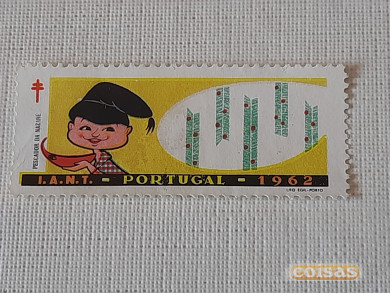 PESCADOR DA NAZARÉ
I.A.N.T. - PORTUGAL - 1962
coisas